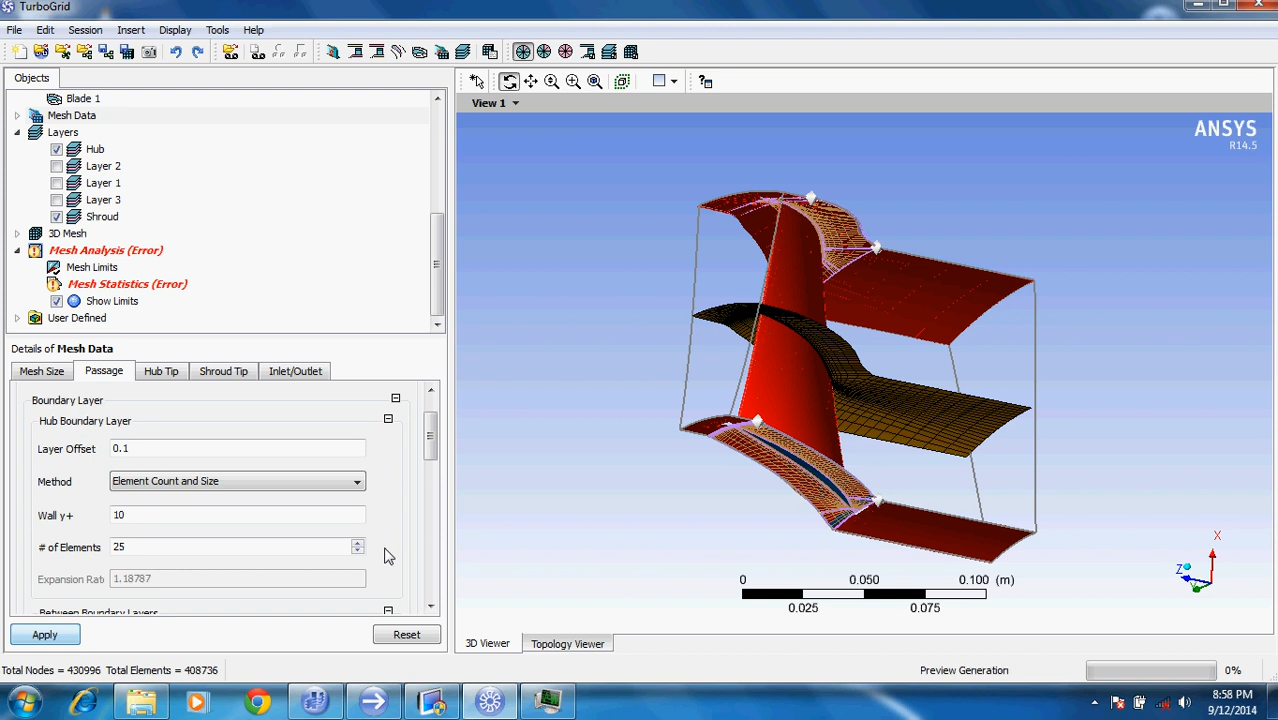 TurboGrid
File Edit Session Insert Display Tools Help
Objects
Blade 1
Mesh Data
Layers
Hub
Layer 2
Layer 1
Layer 3
Shroud
3D Mesh
Mesh Analysis (Error)
Mesh Limits
Mesh Statistics (Error)
Show Limits
User Defined
Details of Mesh Data
Mesh Size Passage Hub Tip Shroud Tip Inlet/Outlet
Boundary Layer
Hub Boundary Layer
Layer Offset 0.1
Method Element Count and Size
Wall y+ 10
# of Elements 25
Expansion Rate 1.18787
Between Boundary Layers
Apply Reset
View 1
ANSYS
R14.5
0 0.050 0.100 (m)
0.025 0.075
X
Z
Y
3D Viewer Topology Viewer
Total Nodes = 430996 Total Elements = 408736
Preview Generation 0%
8:58 PM
9/12/2014